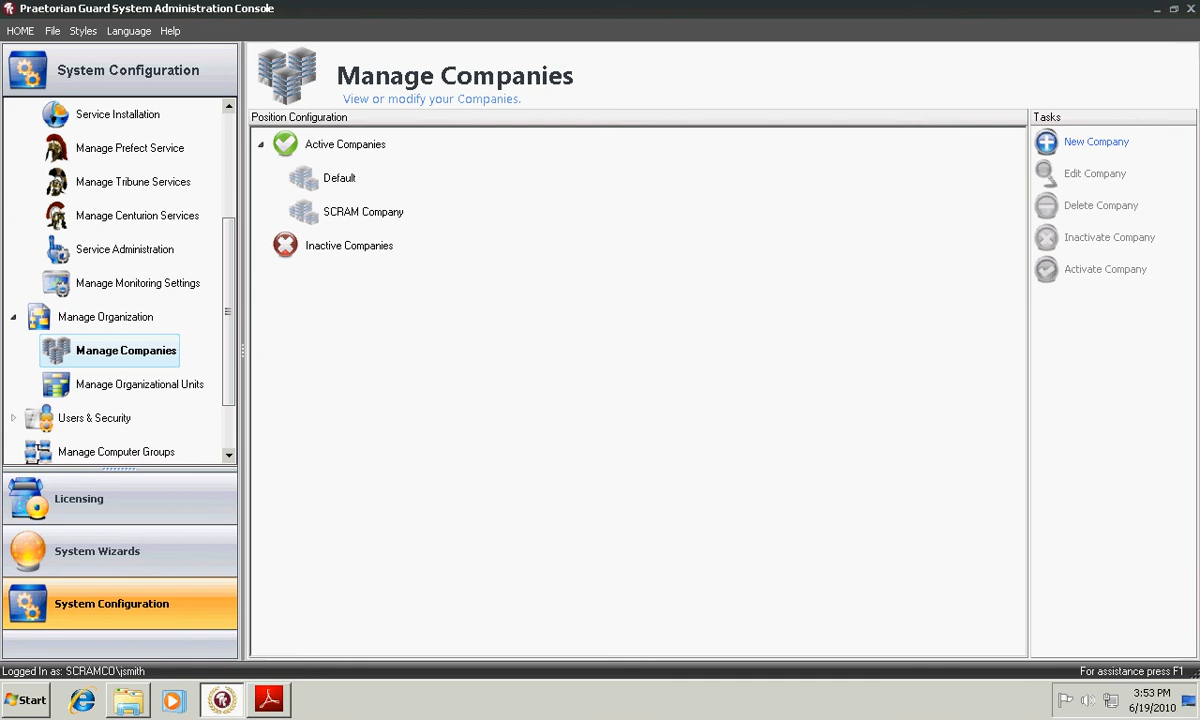 Praetorian Guard System Administration Console
HOME File Styles Language Help
System Configuration
Service Installation
Manage Prefect Service
Manage Tribune Services
Manage Centurion Services
Service Administration
Manage Monitoring Settings
Manage Organization
Manage Companies
Manage Organizational Units
Users & Security
Manage Computer Groups
Licensing
System Wizards
System Configuration
Manage Companies
View or modify your Companies.
Position Configuration
Active Companies
Default
SCRAM Company
Inactive Companies
Tasks
New Company
Edit Company
Delete Company
Inactivate Company
Activate Company
Logged In as: SCRAMCO\jsmith
For assistance press F1
Start
3:53 PM
6/19/2010